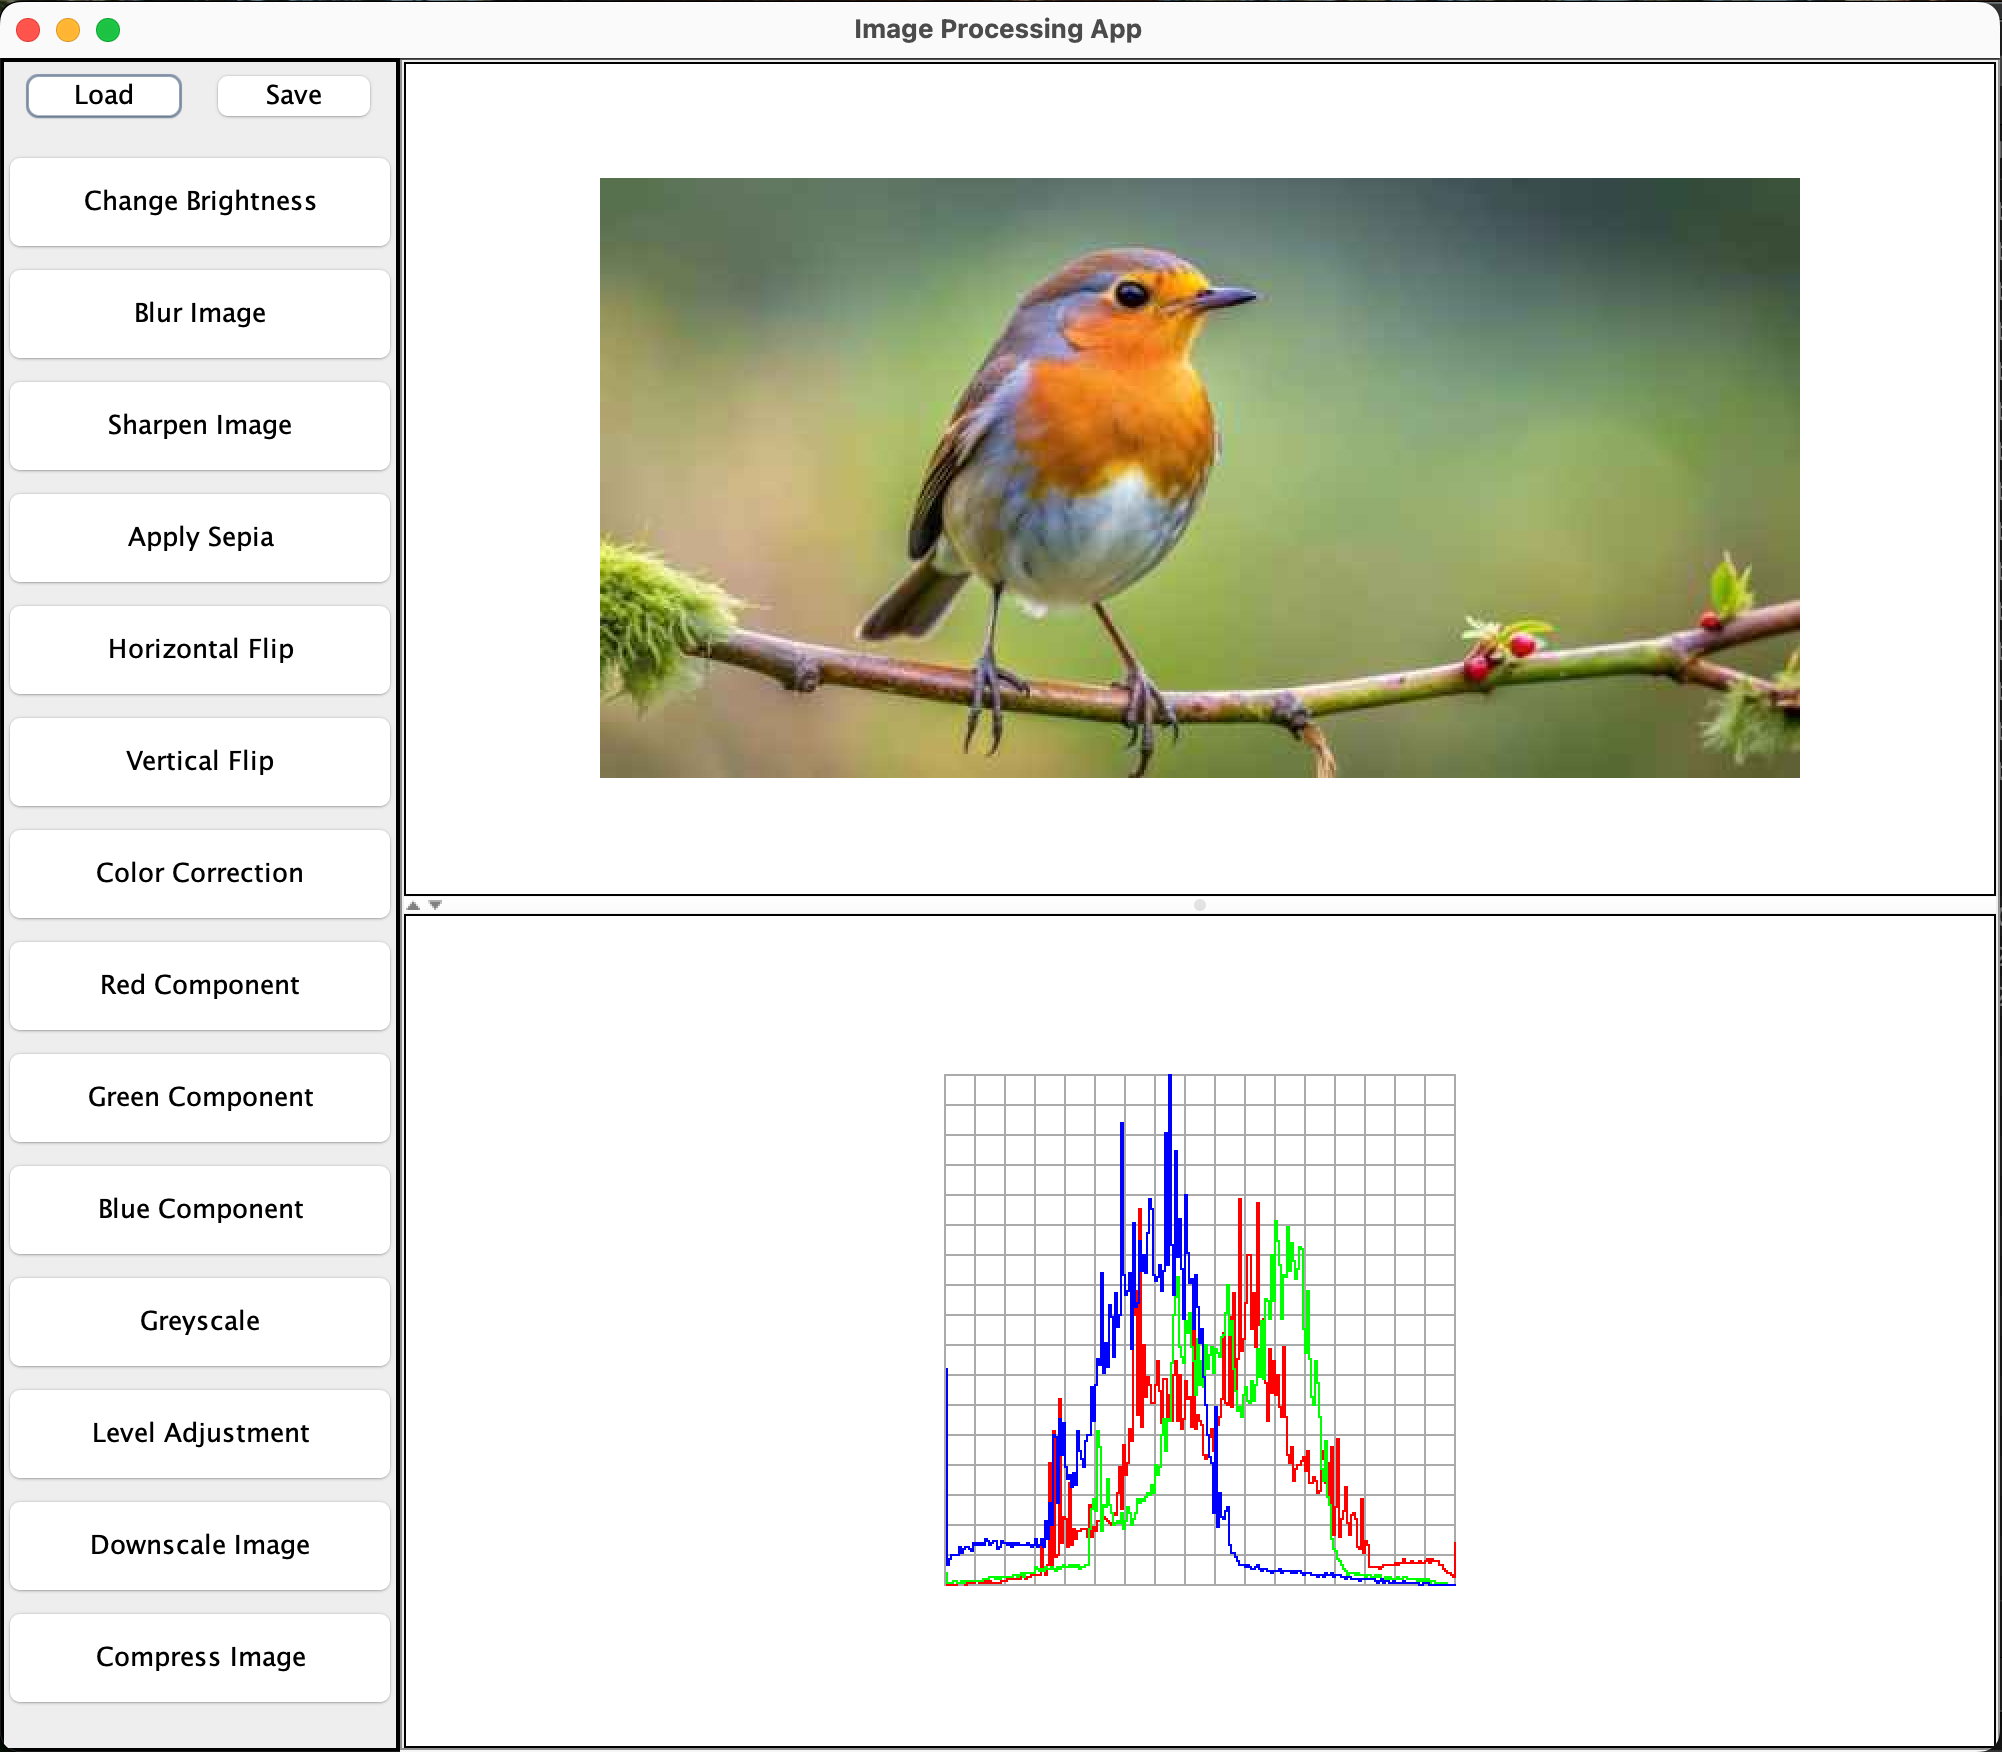 Image Processing App
Load Save
Change Brightness
Blur Image
Sharpen Image
Apply Sepia
Horizontal Flip
Vertical Flip
Color Correction
Red Component
Green Component
Blue Component
Greyscale
Level Adjustment
Downscale Image
Compress Image